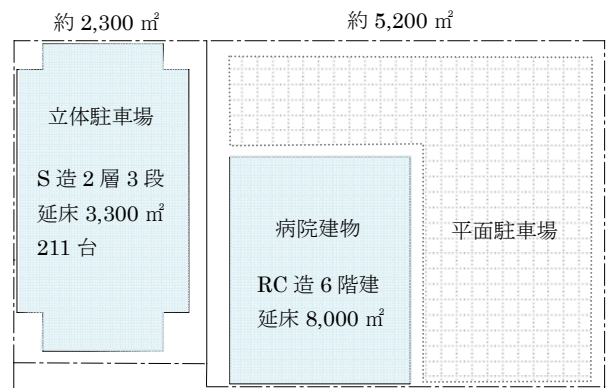 約 2,300 ㎡
約 5,200 ㎡
立体駐車場
S 造 2 層 3 段
延床 3,300 ㎡
211 台
病院建物
RC 造 6 階建
延床 8,000 ㎡
平面駐車場